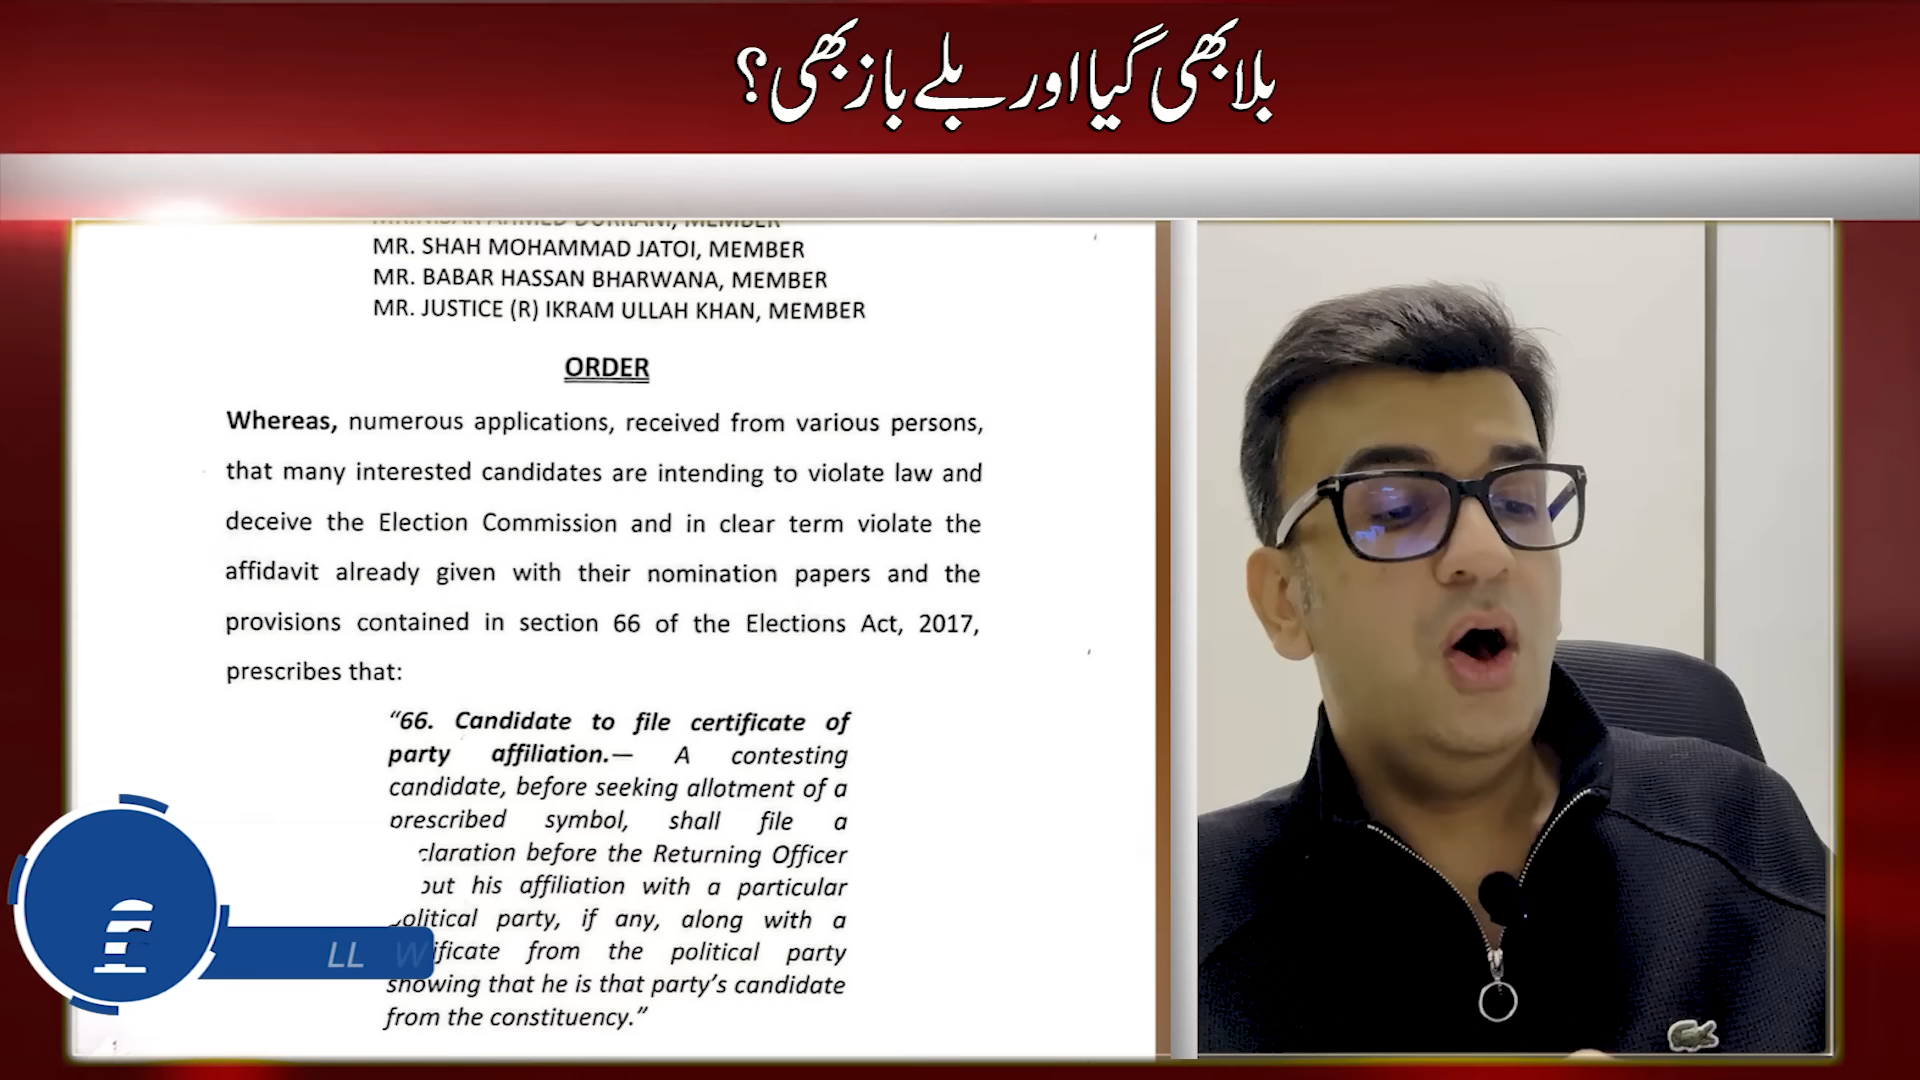 بلا بھی گیا اور بلے باز بھی؟
MR. SHAH MOHAMMAD JATOI, MEMBER
MR. BABAR HASSAN BHARWANA, MEMBER
MR. JUSTICE (R) IKRAM ULLAH KHAN, MEMBER
ORDER
Whereas, numerous applications, received from various persons,
that many interested candidates are intending to violate law and
deceive the Election Commission and in clear term violate the
affidavit already given with their nomination papers and the
provisions contained in section 66 of the Elections Act, 2017,
prescribes that:
“66. Candidate to file certificate of
party affiliation.— A contesting
candidate, before seeking allotment of a
prescribed symbol, shall file a
claration before the Returning Officer
out his affiliation with a particular
political party, if any, along with a
ificate from the political party
showing that he is that party’s candidate
from the constituency.”
LL W